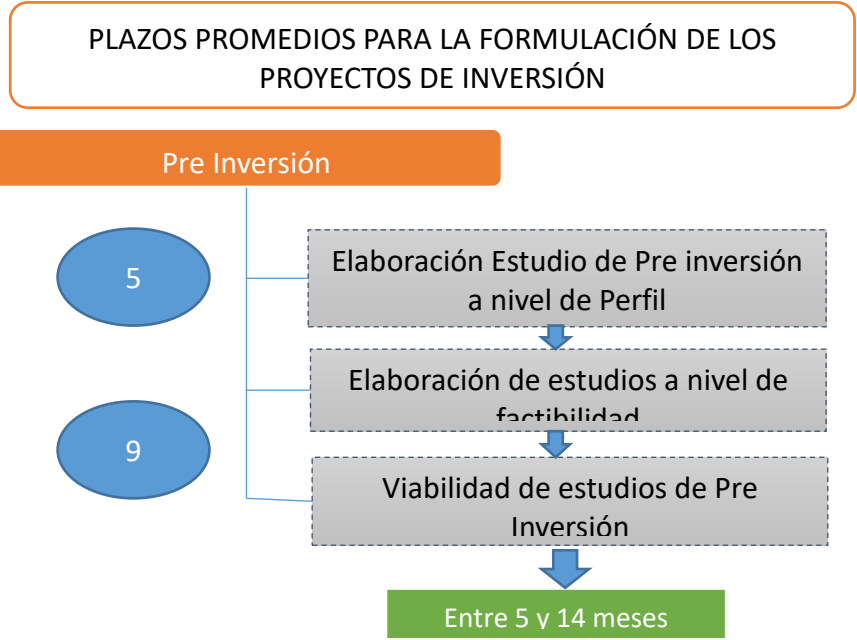 PLAZOS PROMEDIOS PARA LA FORMULACIÓN DE LOS
PROYECTOS DE INVERSIÓN
Pre Inversión
5
Elaboración Estudio de Pre inversión
a nivel de Perfil
Elaboración de estudios a nivel de
factibilidad
9
Viabilidad de estudios de Pre
Inversión
Entre 5 y 14 meses